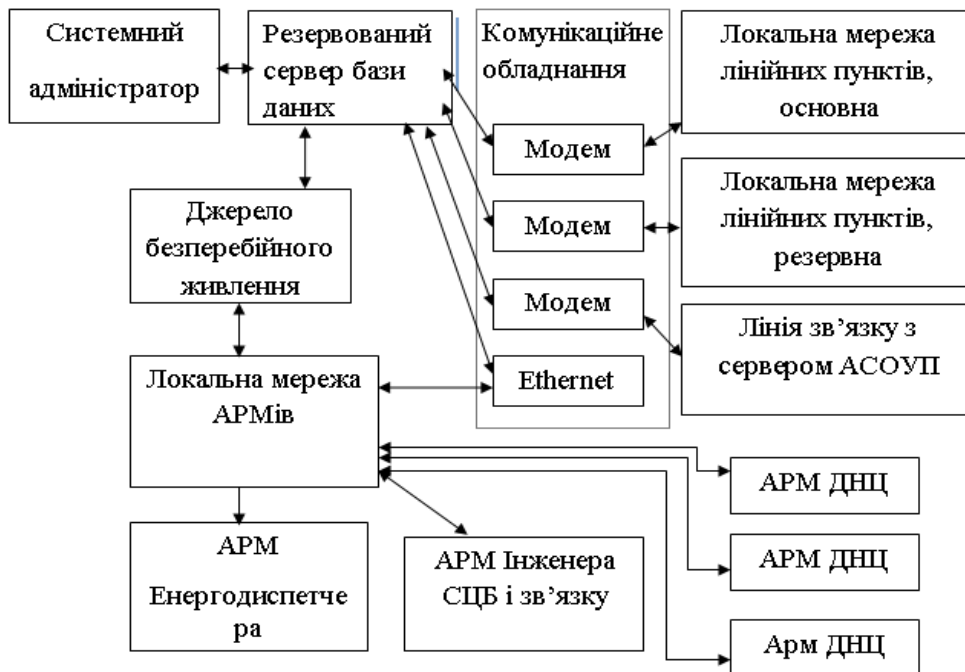 Системний
адміністратор
Резервований
сервер бази
даних
Комунікаційне
обладнання
Локальна мережа
лінійних пунктів,
основна
Модем
Локальна мережа
лінійних пунктів,
резервна
Модем
Джерело
безперебійного
живлення
Модем
Лінія зв’язку з
сервером АСОУП
Ethernet
Локальна мережа
АРМів
АРМ ДНЦ
АРМ
Енергодиспетче
ра
АРМ Інженера
СЦБ і зв’язку
АРМ ДНЦ
Арм ДНЦ